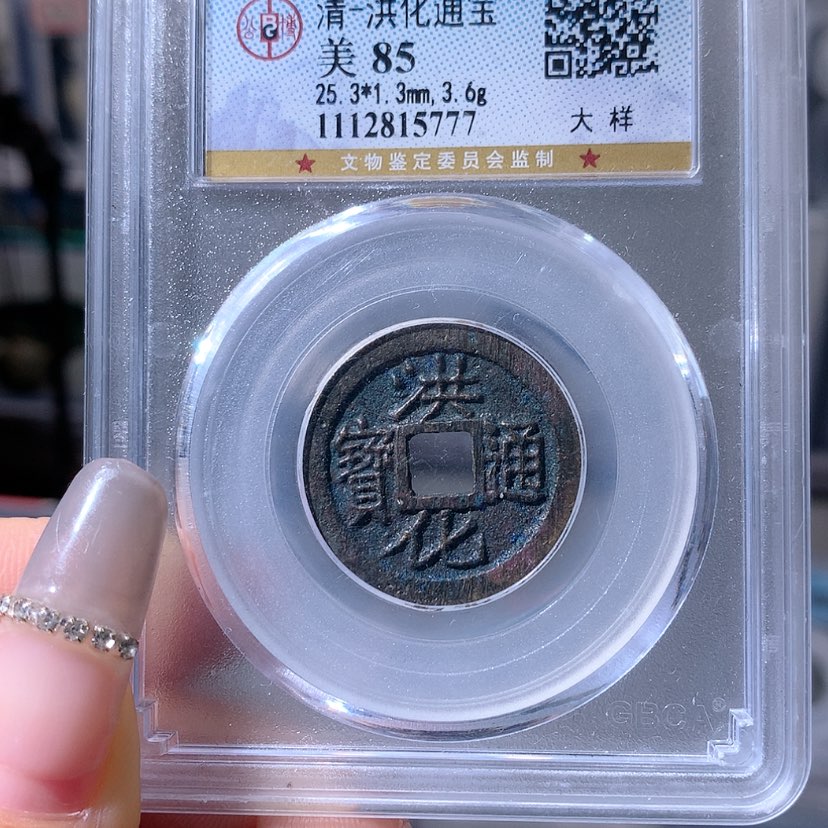 清-洪化通宝
美 85
25.3*1.3mm,3.6g
1112815777
大样
★ 文物鉴定委员会监制 ★
洪化通寶
GBCA®